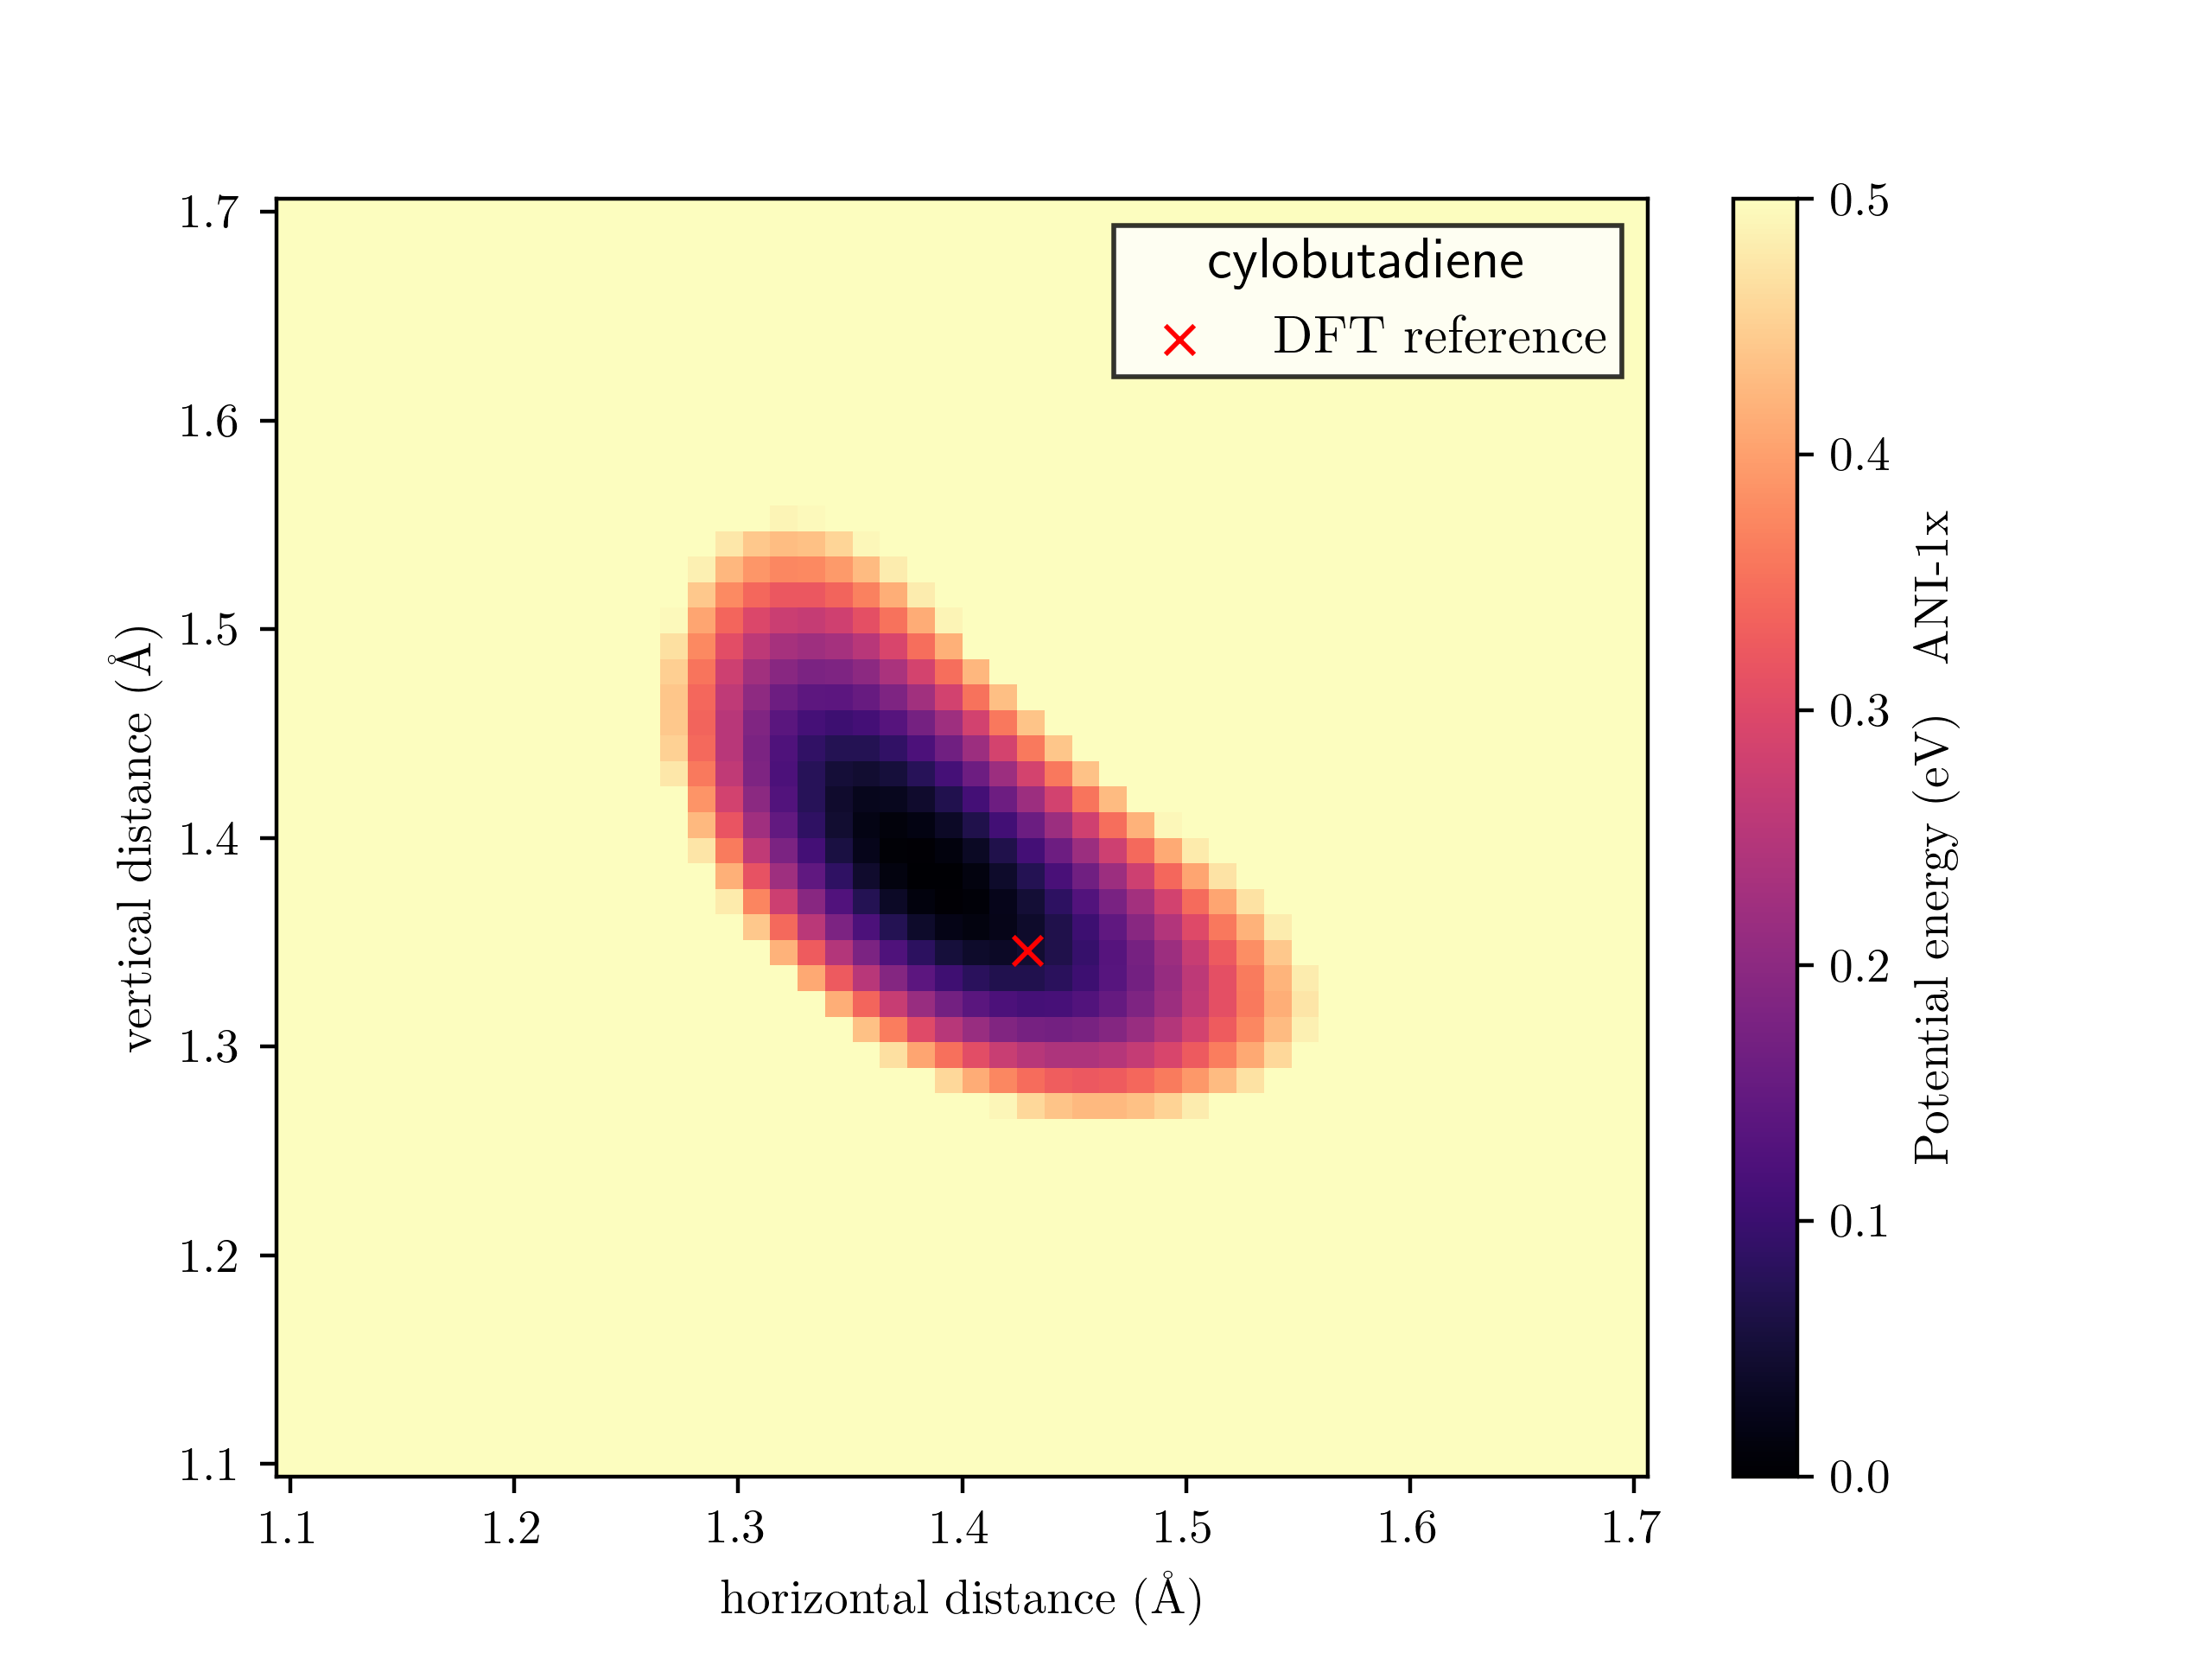 cylobutadiene
DFT reference
1.7
1.6
1.5
1.4
1.3
1.2
1.1
vertical distance (Å)
1.1 1.2 1.3 1.4 1.5 1.6 1.7
horizontal distance (Å)
0.5
0.4
0.3
0.2
0.1
0.0
Potential energy (eV) ANI-1x